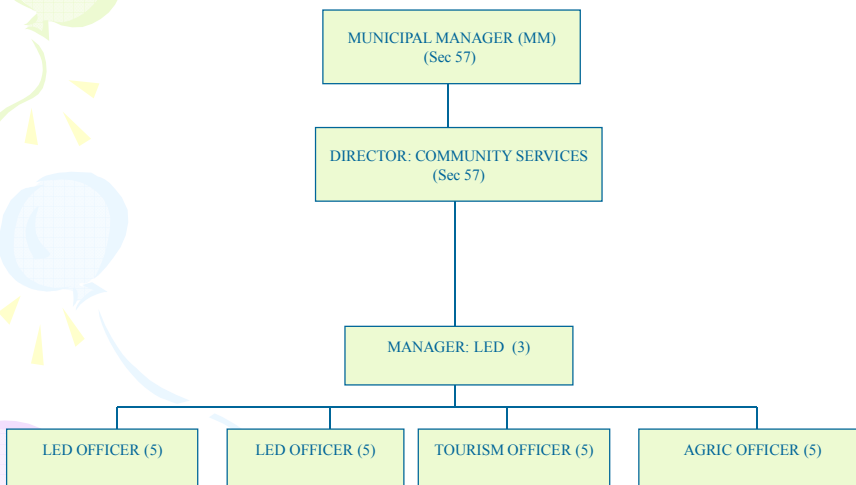 MUNICIPAL MANAGER (MM)
(Sec 57)
DIRECTOR: COMMUNITY SERVICES
(Sec 57)
MANAGER: LED (3)
LED OFFICER (5)
LED OFFICER (5)
TOURISM OFFICER (5)
AGRIC OFFICER (5)